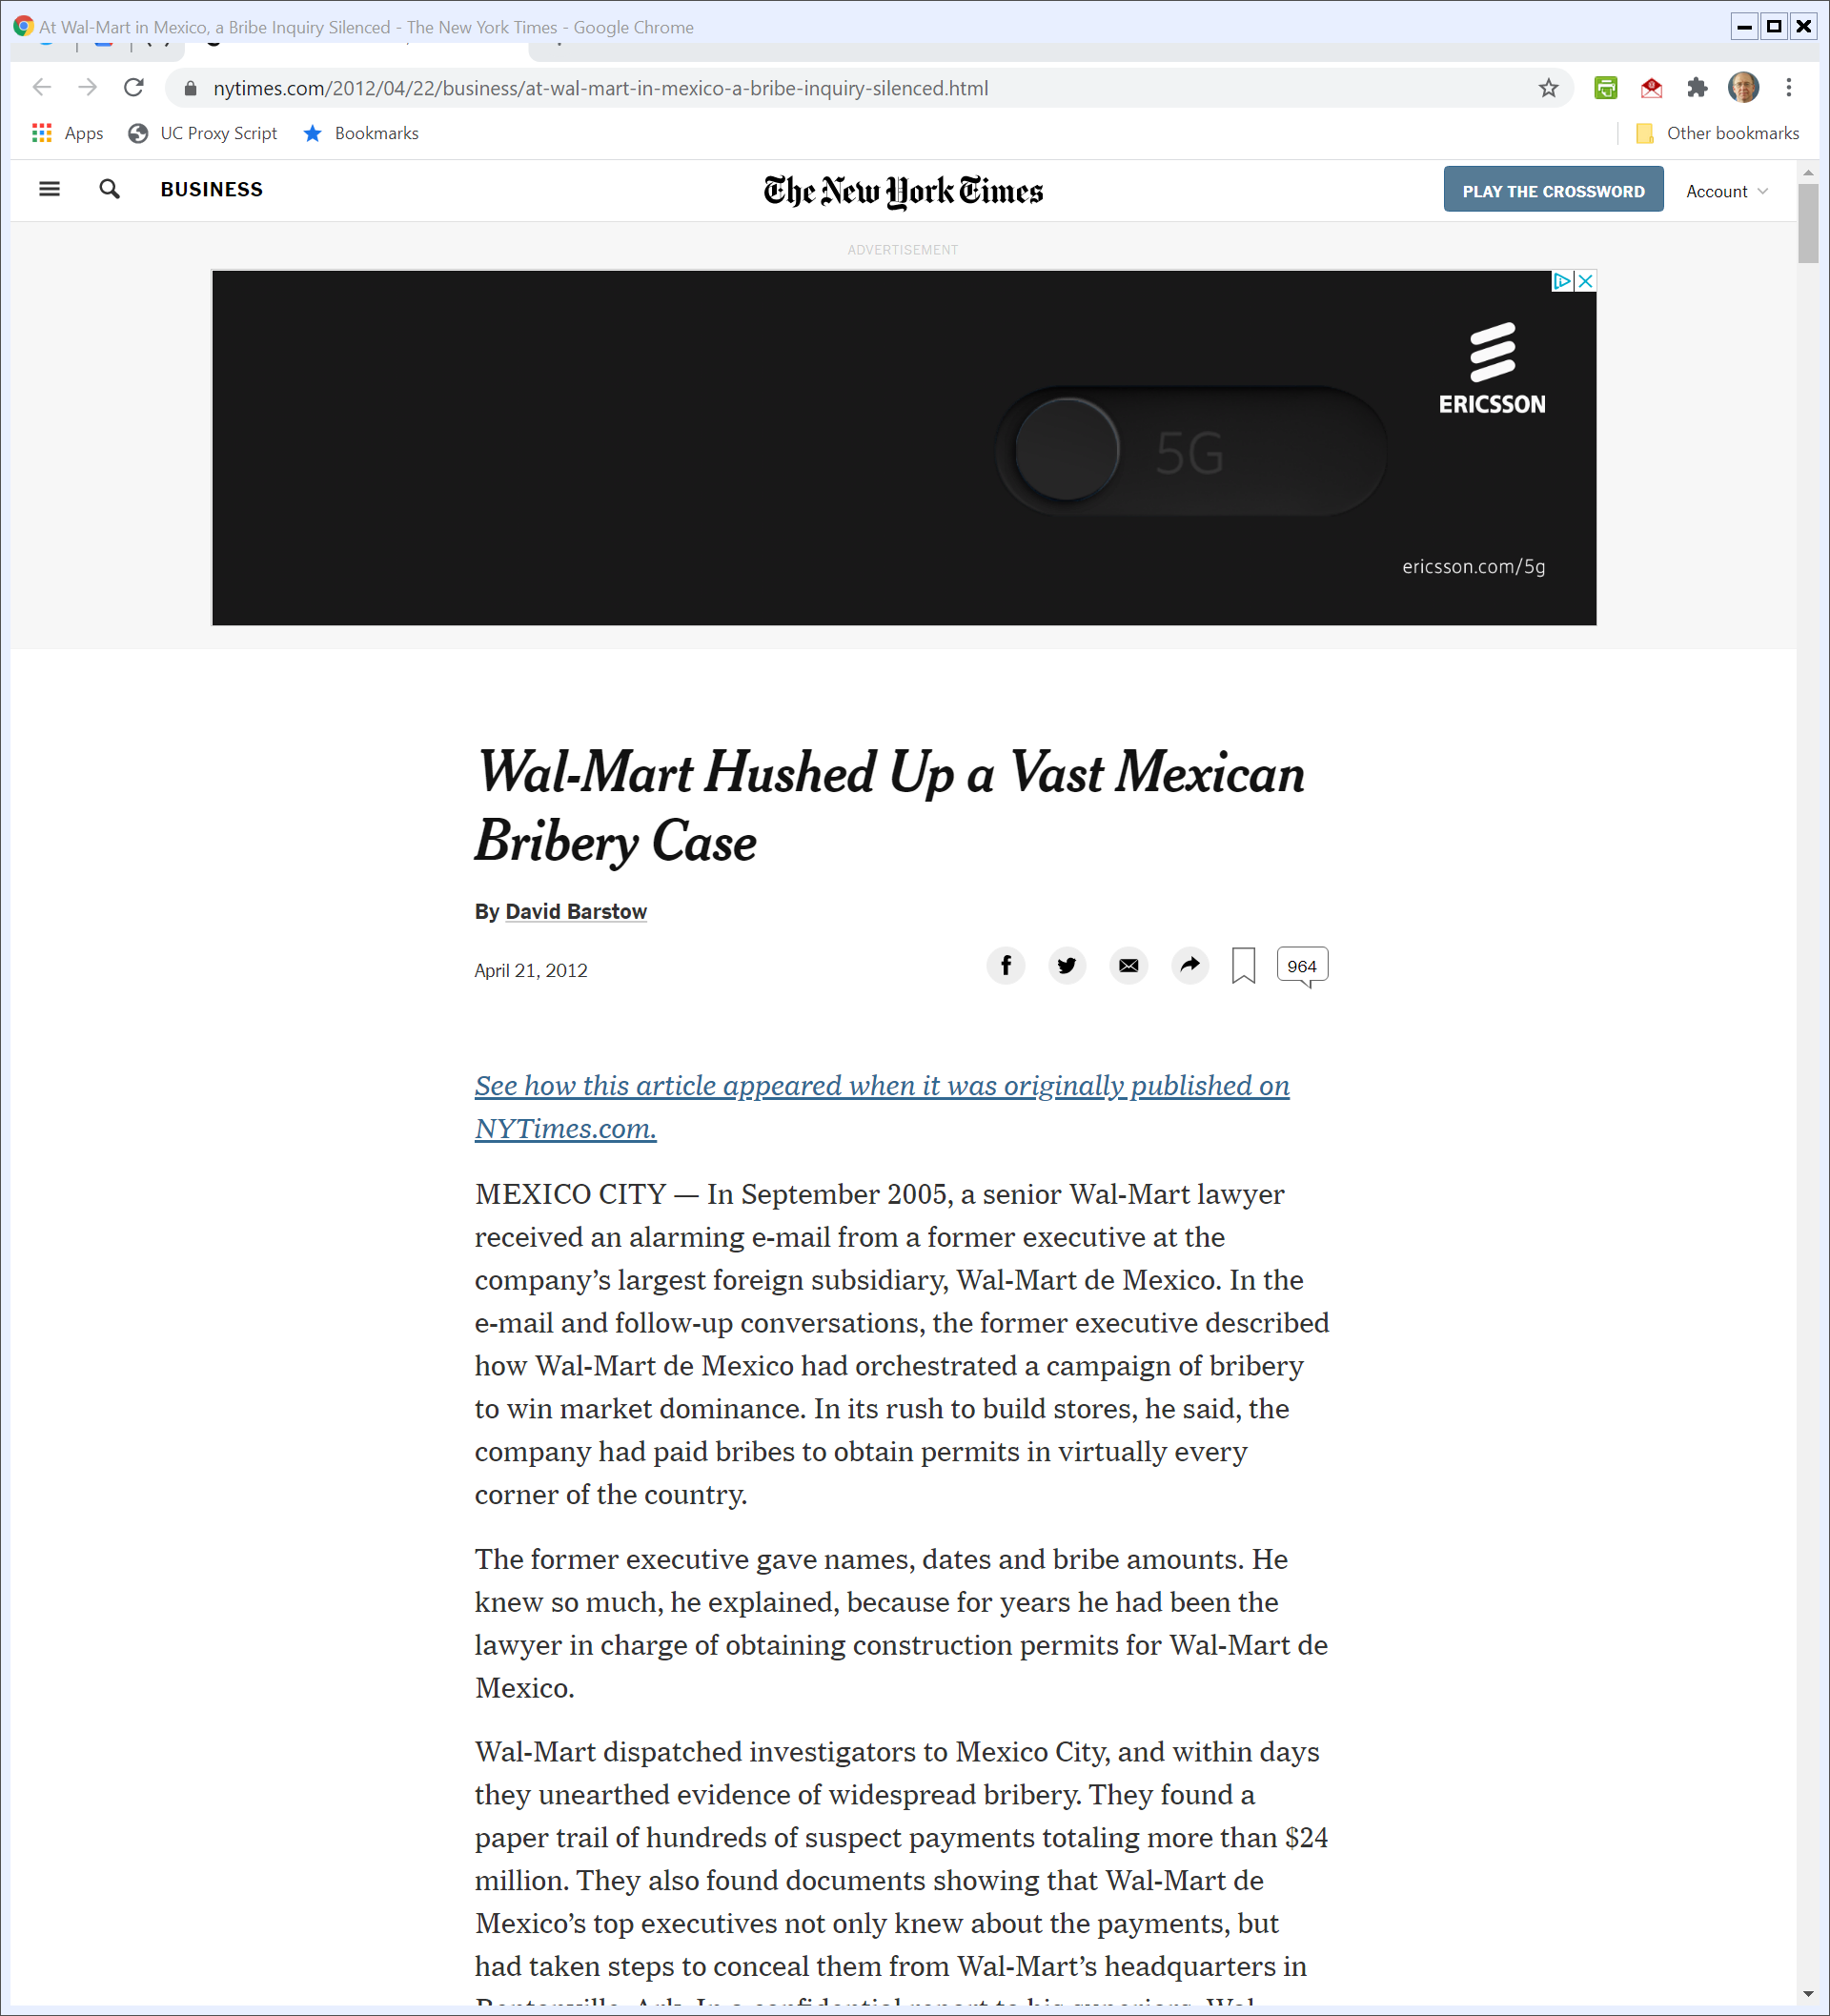 At Wal-Mart in Mexico, a Bribe Inquiry Silenced - The New York Times - Google Chrome
nytimes.com/2012/04/22/business/at-wal-mart-in-mexico-a-bribe-inquiry-silenced.html
Apps UC Proxy Script Bookmarks Other bookmarks
BUSINESS The New York Times PLAY THE CROSSWORD Account
ADVERTISEMENT
ERICSSON
5G
ericsson.com/5g
Wal-Mart Hushed Up a Vast Mexican
Bribery Case
By David Barstow
April 21, 2012 964
See how this article appeared when it was originally published on
NYTimes.com.
MEXICO CITY — In September 2005, a senior Wal-Mart lawyer
received an alarming e-mail from a former executive at the
company’s largest foreign subsidiary, Wal-Mart de Mexico. In the
e-mail and follow-up conversations, the former executive described
how Wal-Mart de Mexico had orchestrated a campaign of bribery
to win market dominance. In its rush to build stores, he said, the
company had paid bribes to obtain permits in virtually every
corner of the country.
The former executive gave names, dates and bribe amounts. He
knew so much, he explained, because for years he had been the
lawyer in charge of obtaining construction permits for Wal-Mart de
Mexico.
Wal-Mart dispatched investigators to Mexico City, and within days
they unearthed evidence of widespread bribery. They found a
paper trail of hundreds of suspect payments totaling more than $24
million. They also found documents showing that Wal-Mart de
Mexico’s top executives not only knew about the payments, but
had taken steps to conceal them from Wal-Mart’s headquarters in